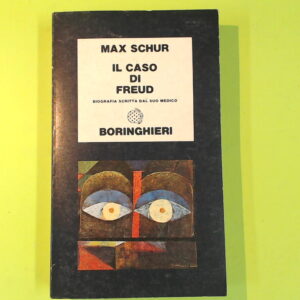 MAX SCHUR
IL CASO
DI
FREUD
BIOGRAFIA SCRITTA DAL SUO MEDICO
BORINGHIERI